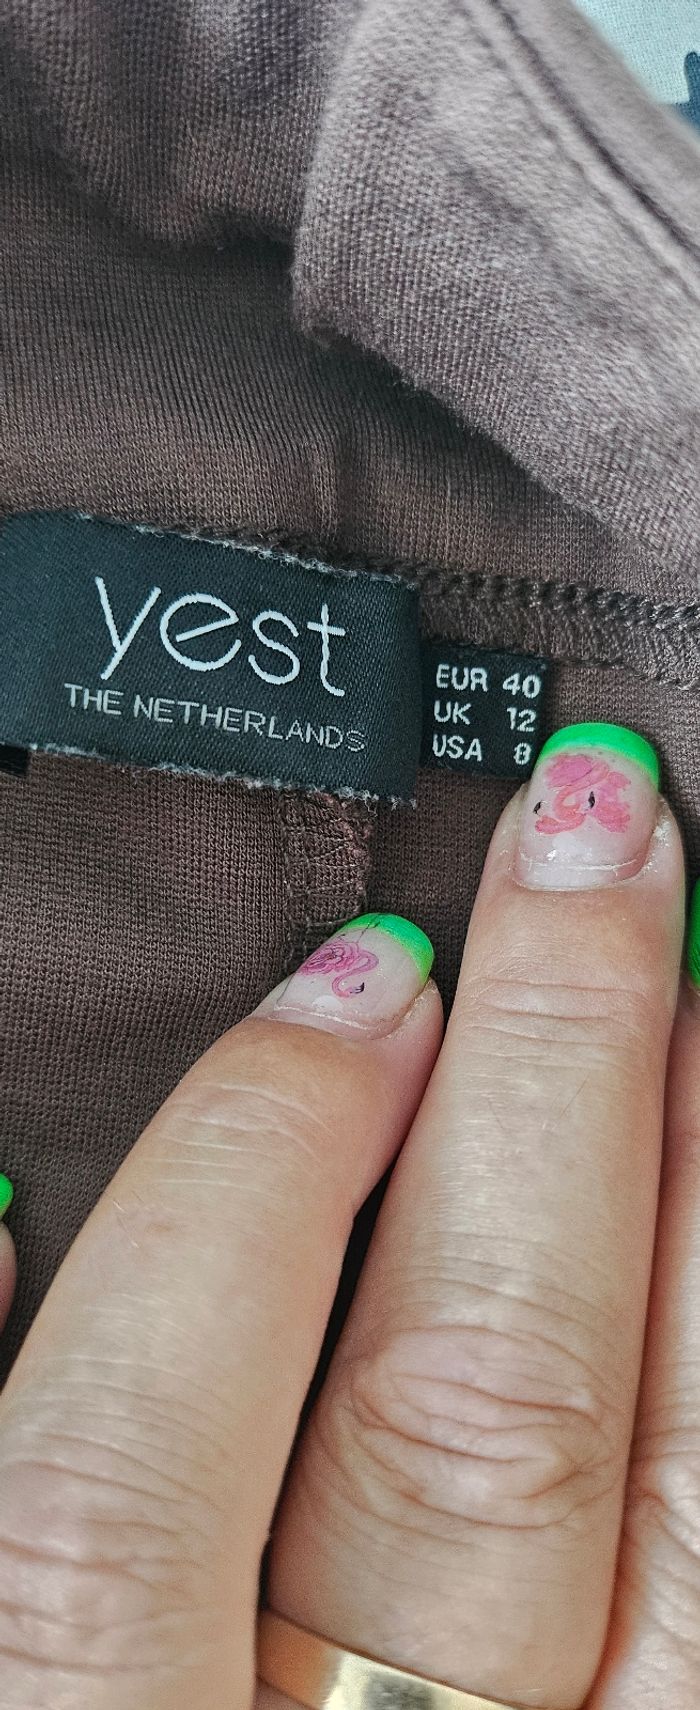 yest
THE NETHERLANDS
EUR 40
UK 12
USA 8